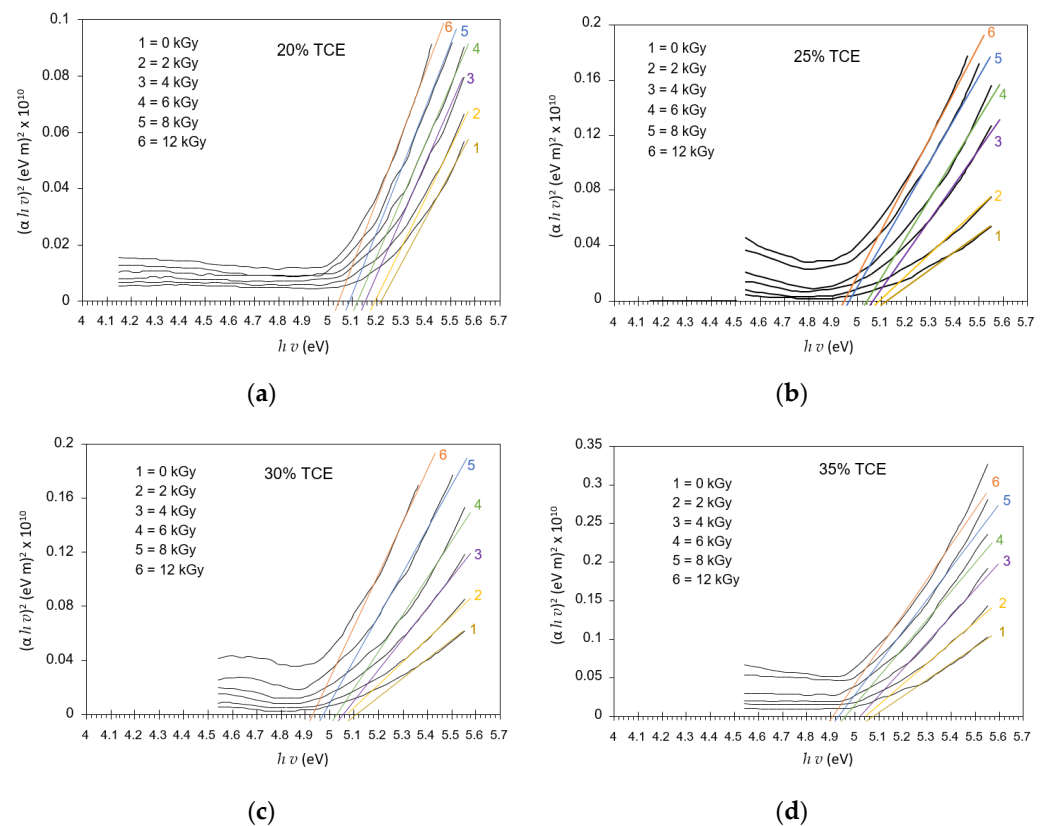 0.1
0.08
0.06
0.04
0.02
0
(α h v)² (eV m)² x 10¹⁰
1 = 0 kGy
2 = 2 kGy
3 = 4 kGy
4 = 6 kGy
5 = 8 kGy
6 = 12 kGy
20% TCE
6
5
4
3
2
1
4 4.1 4.2 4.3 4.4 4.5 4.6 4.7 4.8 4.9 5 5.1 5.2 5.3 5.4 5.5 5.6 5.7
h v (eV)
(a)
0.2
0.16
0.12
0.08
0.04
0
(α h v)² (eV m)² x 10¹⁰
1 = 0 kGy
2 = 2 kGy
3 = 4 kGy
4 = 6 kGy
5 = 8 kGy
6 = 12 kGy
25% TCE
6
5
4
3
2
1
4 4.1 4.2 4.3 4.4 4.5 4.6 4.7 4.8 4.9 5 5.1 5.2 5.3 5.4 5.5 5.6 5.7
h v (eV)
(b)
0.2
0.16
0.12
0.08
0.04
0
(α h v)² (eV m)² x 10¹⁰
1 = 0 kGy
2 = 2 kGy
3 = 4 kGy
4 = 6 kGy
5 = 8 kGy
6 = 12 kGy
30% TCE
6
5
4
3
2
1
4 4.1 4.2 4.3 4.4 4.5 4.6 4.7 4.8 4.9 5 5.1 5.2 5.3 5.4 5.5 5.6 5.7
h v (eV)
(c)
0.35
0.3
0.25
0.2
0.15
0.1
0.05
0
(α h v)² (eV m)² x 10¹⁰
1 = 0 kGy
2 = 2 kGy
3 = 4 kGy
4 = 6 kGy
5 = 8 kGy
6 = 12 kGy
35% TCE
6
5
4
3
2
1
4 4.1 4.2 4.3 4.4 4.5 4.6 4.7 4.8 4.9 5 5.1 5.2 5.3 5.4 5.5 5.6 5.7
h v (eV)
(d)